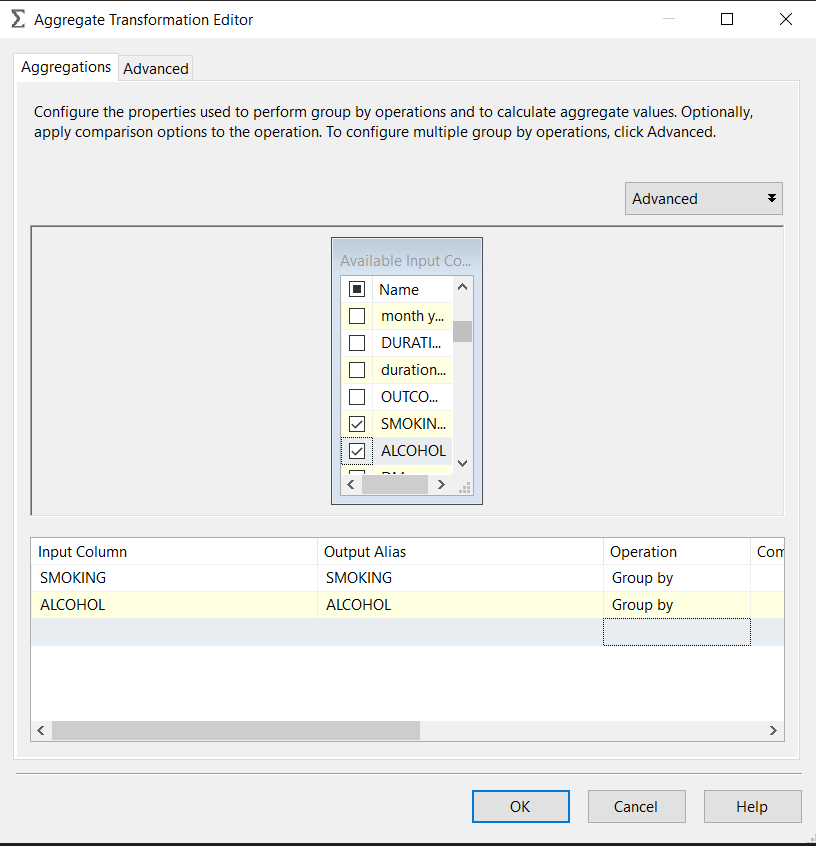 Aggregate Transformation Editor
Aggregations
Advanced
Configure the properties used to perform group by operations and to calculate aggregate values. Optionally,
apply comparison options to the operation. To configure multiple group by operations, click Advanced.
Advanced
Available Input Co...
Name
month y...
DURATI...
duration...
OUTCO...
SMOKIN...
ALCOHOL
Input Column Output Alias Operation Com
SMOKING SMOKING Group by
ALCOHOL ALCOHOL Group by
OK Cancel Help